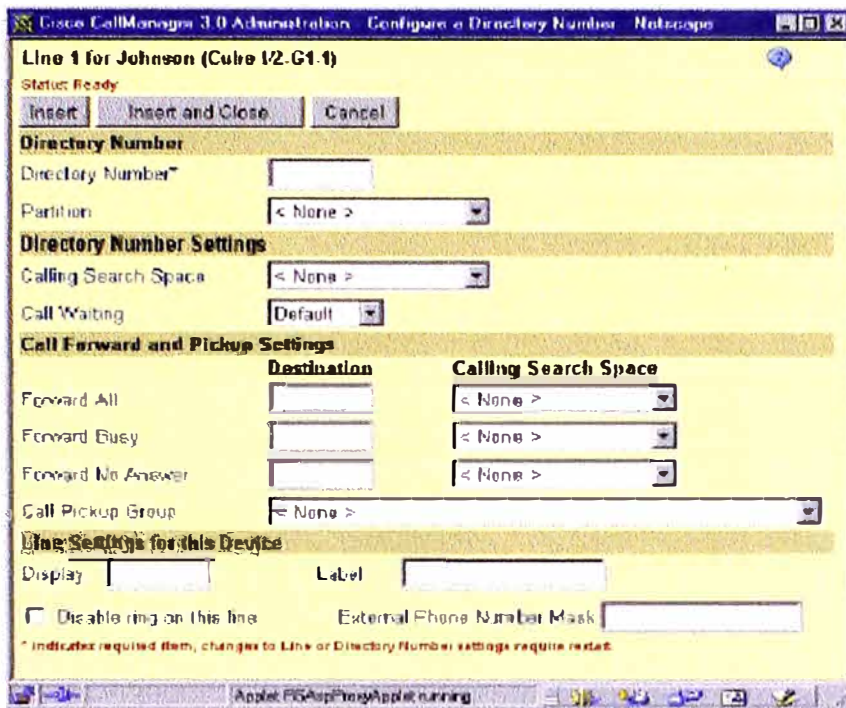 Cisco CallManager 3.0 Administration - Configure a Directory Number - Netscape
Line 1 for Johnson (Cube I/2-G1-1)
Status: Ready
Insert Insert and Close Cancel
Directory Number
Directory Number*
Partition < None >
Directory Number Settings
Calling Search Space < None >
Call Waiting Default
Call Forward and Pickup Settings
Destination Calling Search Space
Forward All < None >
Forward Busy < None >
Forward No Answer < None >
Call Pickup Group < None >
Line Settings for this Device
Display Label
Disable ring on this line External Phone Number Mask
* indicates required item, changes to Line or Directory Number settings require restart.
Applet running